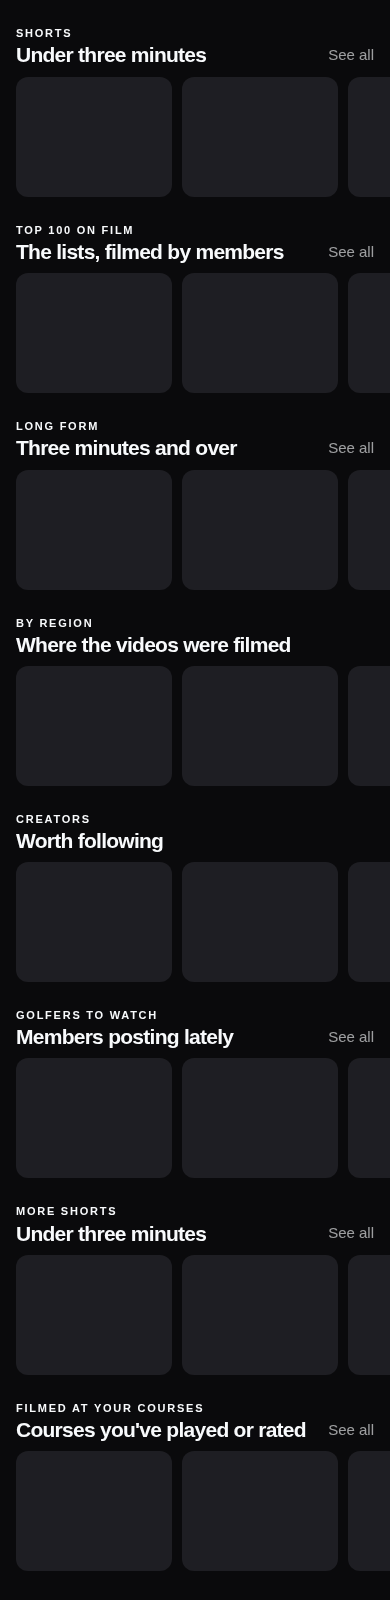 SHORTS
Under three minutes
See all
TOP 100 ON FILM
The lists, filmed by members
See all
LONG FORM
Three minutes and over
See all
BY REGION
Where the videos were filmed
CREATORS
Worth following
GOLFERS TO WATCH
Members posting lately
See all
MORE SHORTS
Under three minutes
See all
FILMED AT YOUR COURSES
Courses you've played or rated
See all